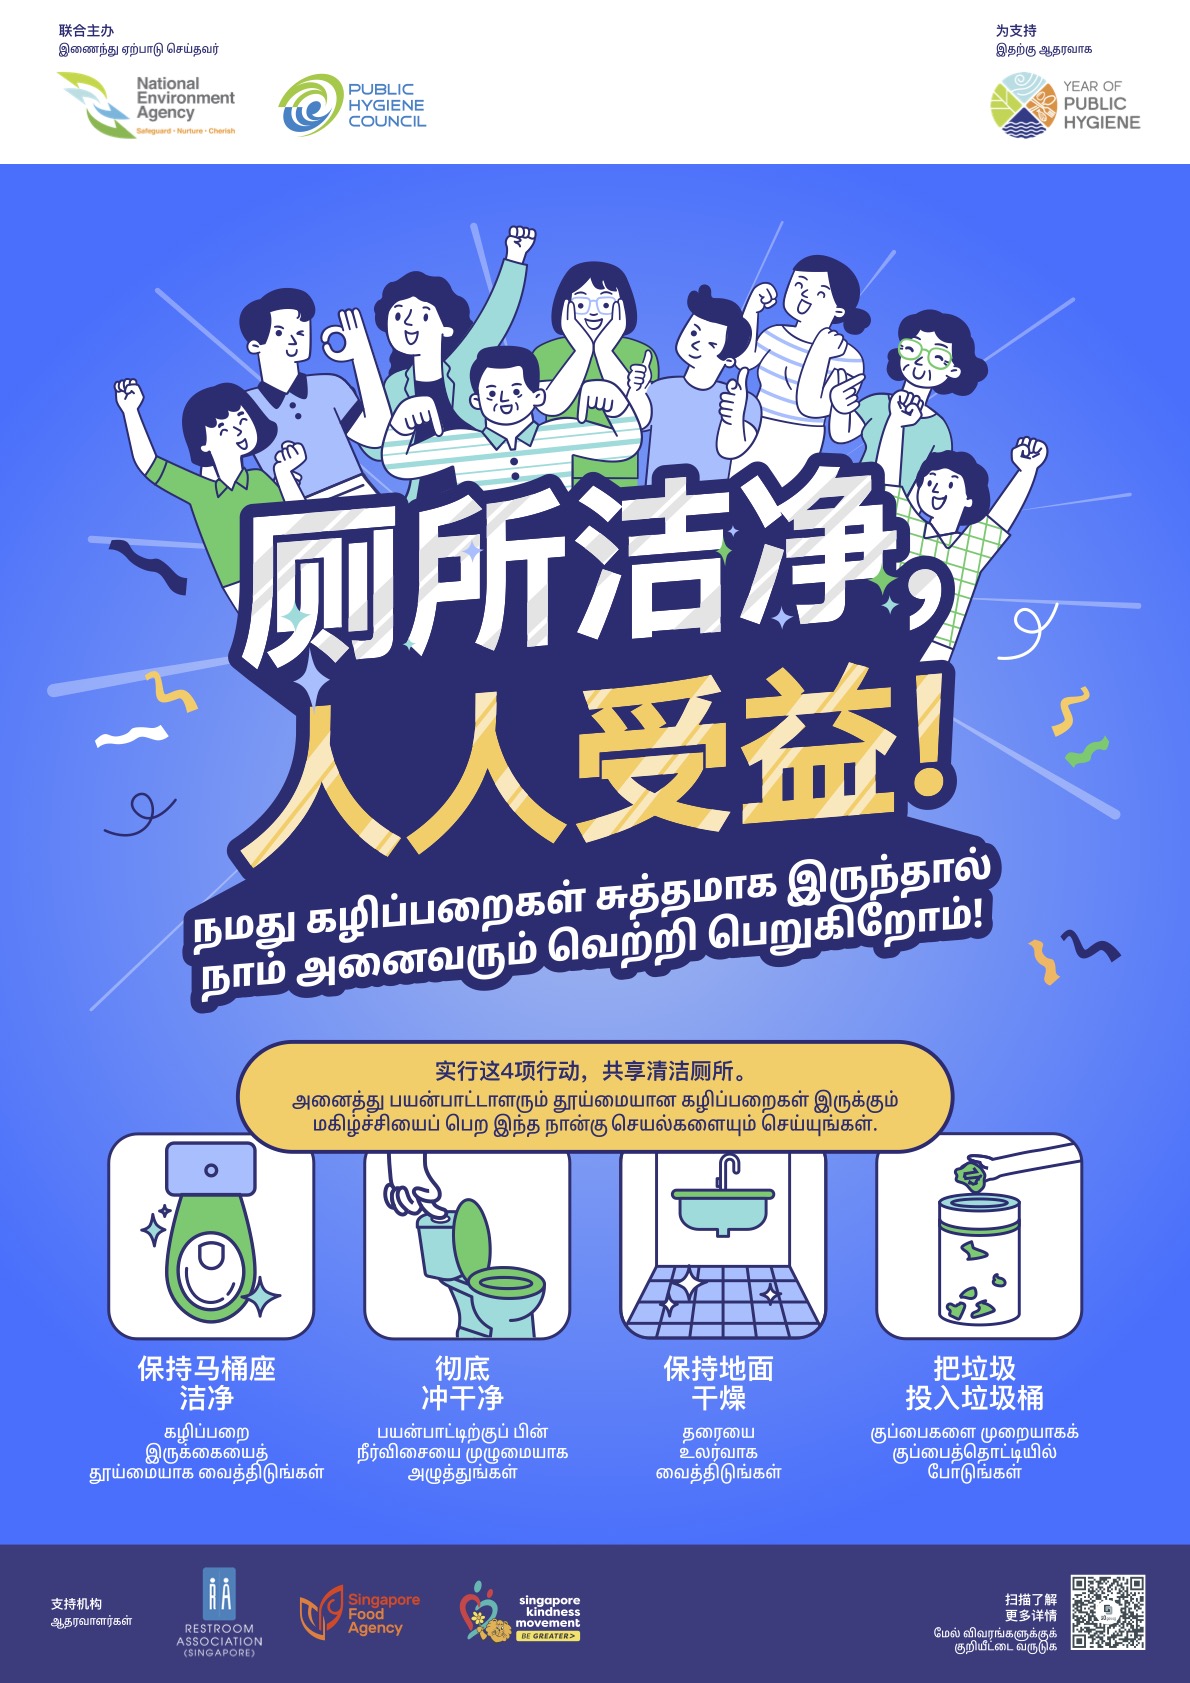 联合主办
இணைந்து ஏற்பாடு செய்தவர்
National
Environment
Agency
Safeguard · Nurture · Cherish
PUBLIC
HYGIENE
COUNCIL
为支持
இதற்கு ஆதரவாக
YEAR OF
PUBLIC
HYGIENE
厕所洁净，
人人受益！
நமது கழிப்பறைகள் சுத்தமாக இருந்தால்
நாம் அனைவரும் வெற்றி பெறுகிறோம்!
实行这4项行动，共享清洁厕所。
அனைத்து பயன்பாட்டாளரும் தூய்மையான கழிப்பறைகள் இருக்கும்
மகிழ்ச்சியைப் பெற இந்த நான்கு செயல்களையும் செய்யுங்கள்.
保持马桶座
洁净
கழிப்பறை
இருக்கையைத்
தூய்மையாக வைத்திடுங்கள்
彻底
冲干净
பயன்பாட்டிற்குப் பின்
நீர்விசையை முழுமையாக
அழுத்துங்கள்
保持地面
干燥
தரையை
உலர்வாக
வைத்திடுங்கள்
把垃圾
投入垃圾桶
குப்பைகளை முறையாகக்
குப்பைத்தொட்டியில்
போடுங்கள்
支持机构
ஆதரவாளர்கள்
RESTROOM
ASSOCIATION
(SINGAPORE)
Singapore
Food
Agency
singapore
kindness
movement
BE GREATER>
扫描了解
更多详情
மேல் விவரங்களுக்குக்
குறியீட்டை வருடுக